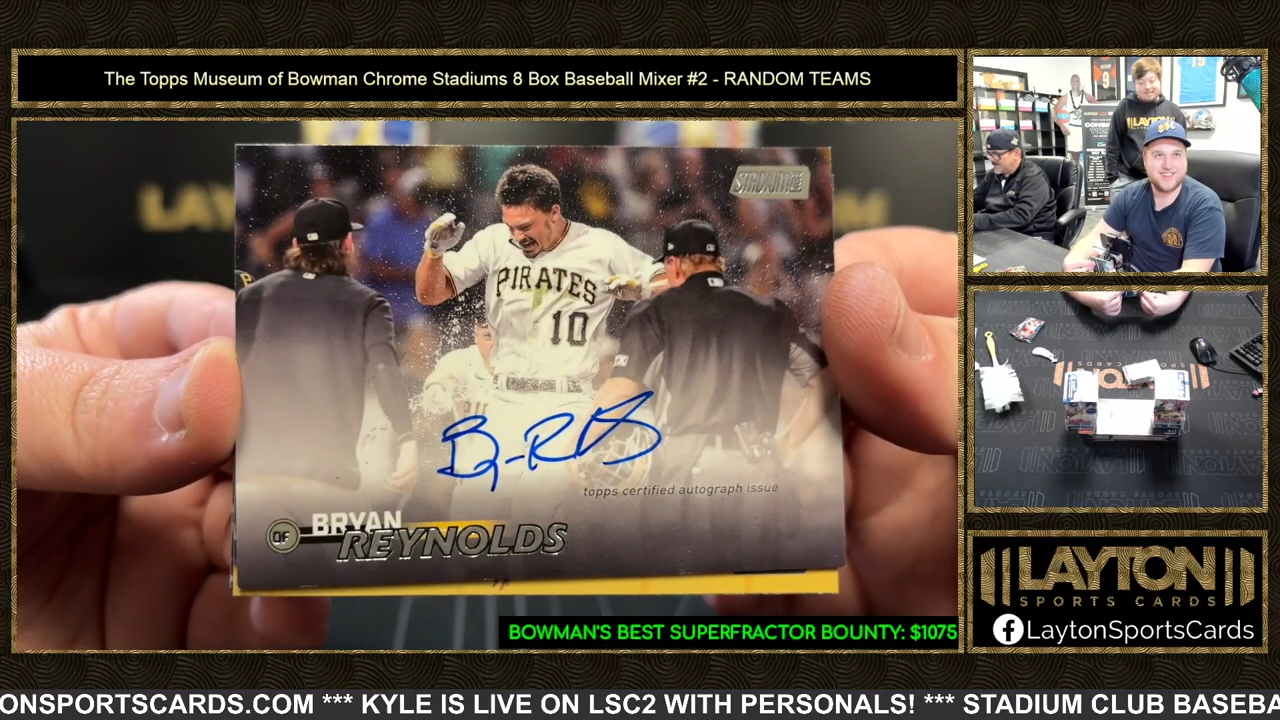 The Topps Museum of Bowman Chrome Stadiums 8 Box Baseball Mixer #2 - RANDOM TEAMS
STADIUM CLUB
PIRATES
10
topps certified autograph issue
OF BRYAN
REYNOLDS
BOWMAN'S BEST SUPERFRACTOR BOUNTY: $1075
LAYTON
SPORTS CARDS
LaytonSportsCards
ONSPORTSCARDS.COM *** KYLE IS LIVE ON LSC2 WITH PERSONALS! *** STADIUM CLUB BASEBA